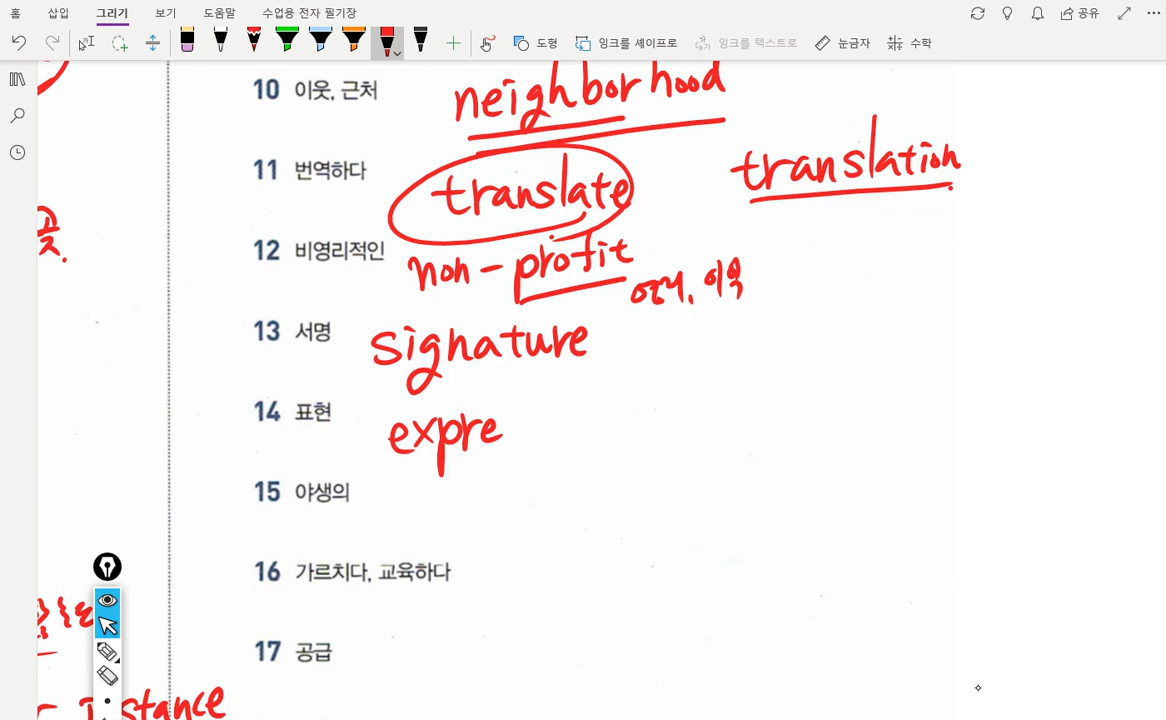 홈 삽입 그리기 보기 도움말 수업용 전자 필기장 공유
도형 잉크를 셰이프로 잉크를 텍스트로 눈금자 수학
10 이웃, 근처 neighborhood
11 번역하다 translate translation
12 비영리적인 non-profit
이익
13 서명 signature
14 표현 expre
15 야생의
16 가르치다, 교육하다
17 공급